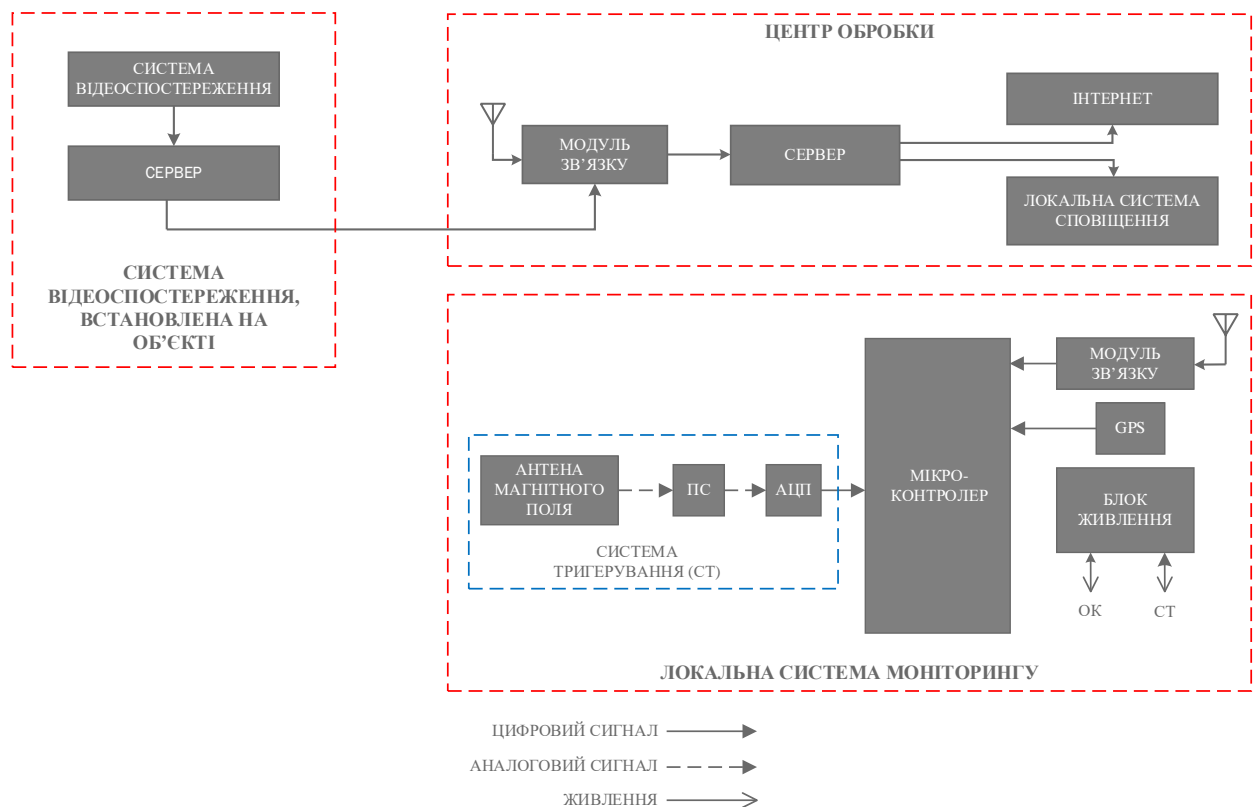 СИСТЕМА
ВІДЕОСПОСТЕРЕЖЕННЯ
СЕРВЕР
СИСТЕМА
ВІДЕОСПОСТЕРЕЖЕННЯ,
ВСТАНОВЛЕНА НА
ОБ’ЄКТІ
ЦЕНТР ОБРОБКИ
МОДУЛЬ
ЗВ’ЯЗКУ
СЕРВЕР
ІНТЕРНЕТ
ЛОКАЛЬНА СИСТЕМА
СПОВІЩЕННЯ
АНТЕНА
МАГНІТНОГО
ПОЛЯ
ПС
АЦП
СИСТЕМА
ТРИГЕРУВАННЯ (СТ)
МІКРО-
КОНТРОЛЕР
МОДУЛЬ
ЗВ’ЯЗКУ
GPS
БЛОК
ЖИВЛЕННЯ
ОК
СТ
ЛОКАЛЬНА СИСТЕМА МОНІТОРИНГУ
ЦИФРОВИЙ СИГНАЛ
АНАЛОГОВИЙ СИГНАЛ
ЖИВЛЕННЯ